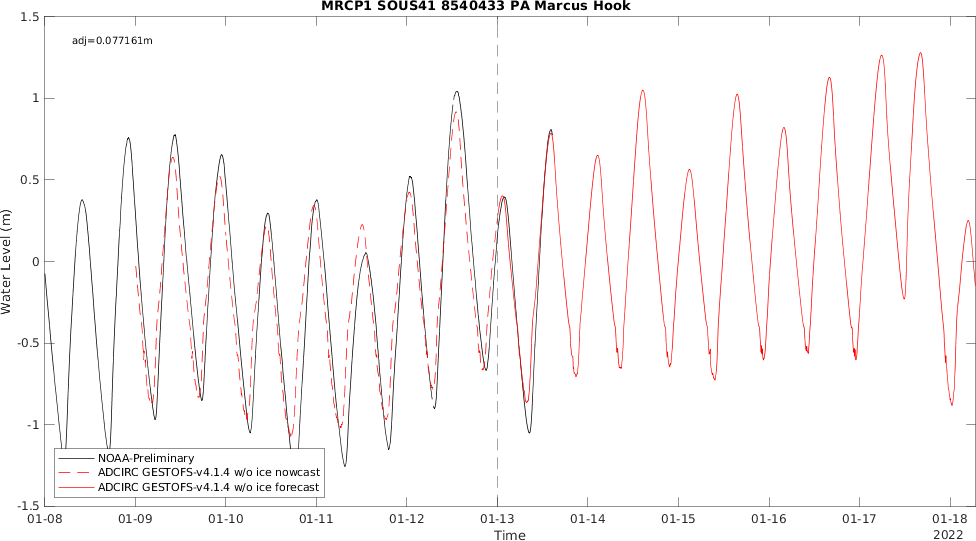 MRCP1 SOUS41 8540433 PA Marcus Hook
adj=0.077161m
Water Level (m)
1.5
1
0.5
0
-0.5
-1
-1.5
NOAA-Preliminary
ADCIRC GESTOFS-v4.1.4 w/o ice nowcast
ADCIRC GESTOFS-v4.1.4 w/o ice forecast
01-08 01-09 01-10 01-11 01-12 01-13 01-14 01-15 01-16 01-17 01-18
Time 2022